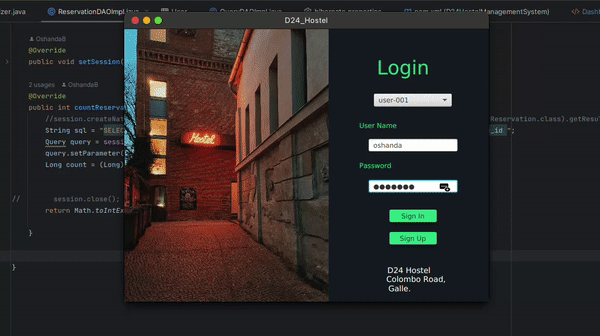 zer.java
ReservationDAOImpl.java
User
QueryDAOImpl
hibernate.properties
pom.xml (D24HostelManagementSystem)
Dashb
D24_Hostel
OshandaB
@Override
public void setSession(
2 usages OshandaB
@Override
public int countReser
//session.createNat
Reservation.class).getResul
String sql = "SELEC
_id ";
Query query = sessi
query.setParameter(
Long count = (Long)
// session.close();
return Math.toIntEx
}
}
Hostel
Login
user-001
User Name
oshanda
Password
Sign In
Sign Up
D24 Hostel
Colombo Road,
Galle.